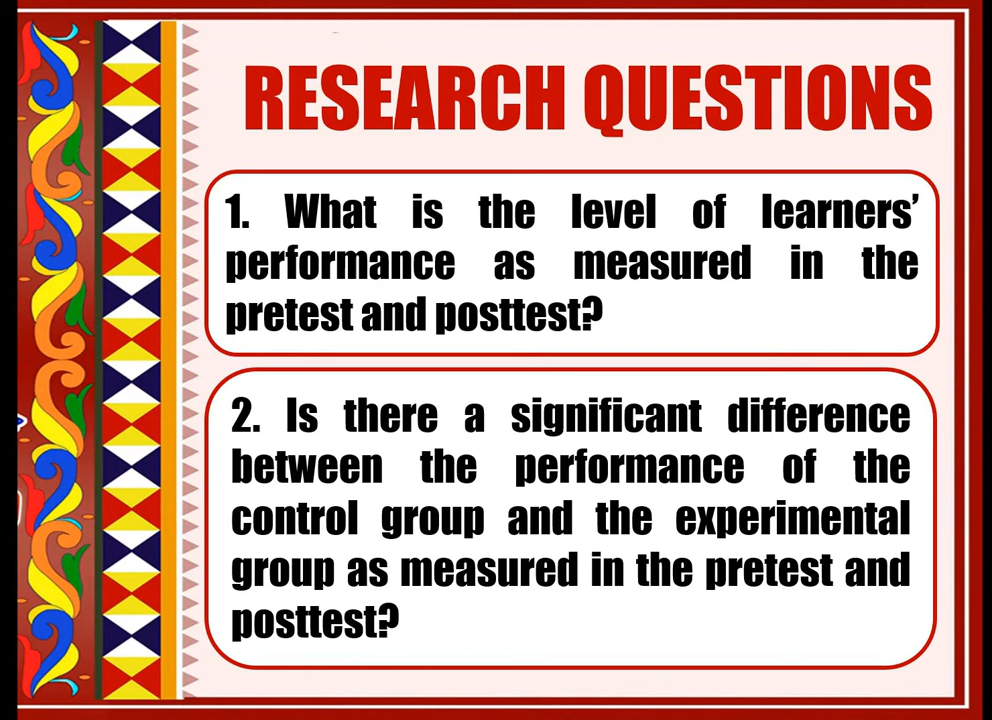 RESEARCH QUESTIONS
1. What is the level of learners’
performance as measured in the
pretest and posttest?
2. Is there a significant difference
between the performance of the
control group and the experimental
group as measured in the pretest and
posttest?